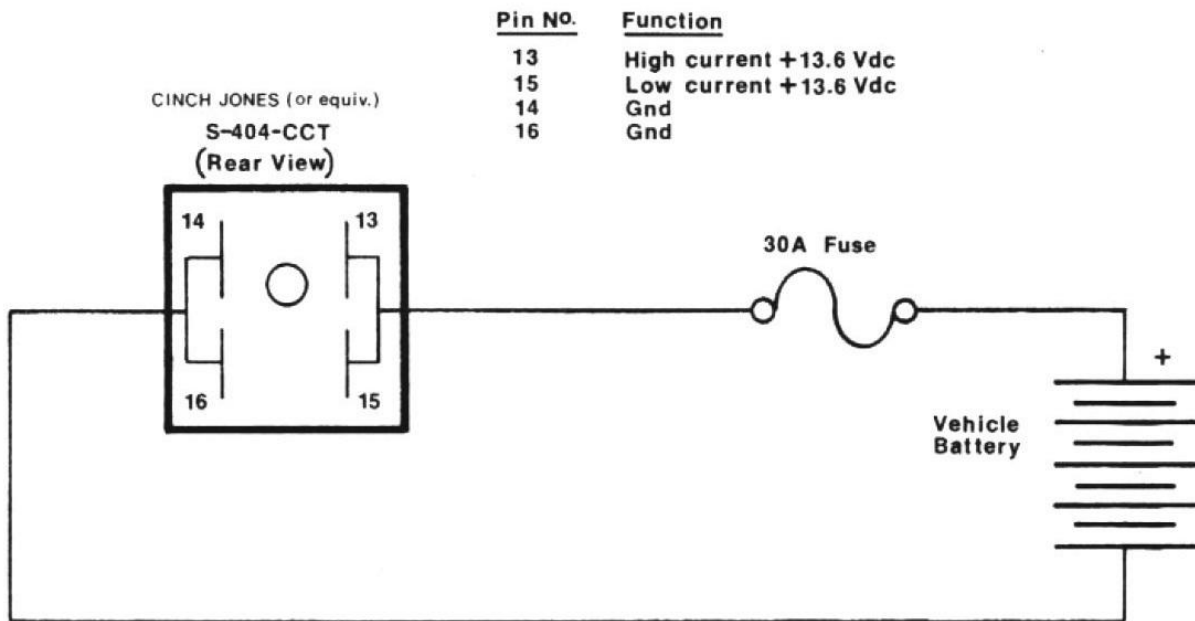 Pin No. Function
13 High current +13.6 Vdc
15 Low current +13.6 Vdc
14 Gnd
16 Gnd
CINCH JONES (or equiv.)
S-404-CCT
(Rear View)
14 13
16 15
30A Fuse
+
Vehicle
Battery